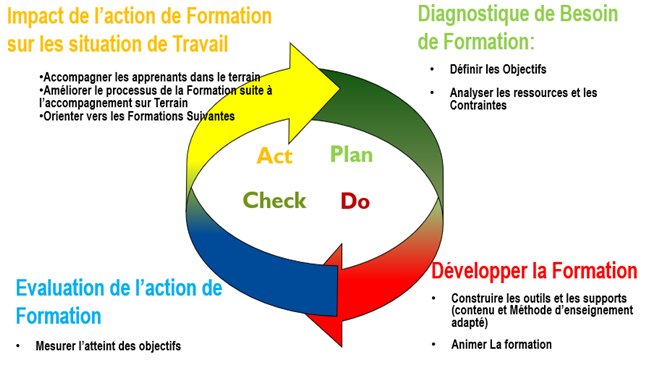 Impact de l'action de Formation
sur les situation de Travail
•Accompagner les apprenants dans le terrain
•Améliorer le processus de la Formation suite à
l'accompagnement sur Terrain
•Orienter vers les Formations Suivantes
Diagnostique de Besoin
de Formation:
• Définir les Objectifs
• Analyser les ressources et les
Contraintes
Act
Plan
Check
Do
Evaluation de l'action de
Formation
• Mesurer l'atteint des objectifs
Développer la Formation
• Construire les outils et les supports
(contenu et Méthode d'enseignement
adapté)
• Animer La formation